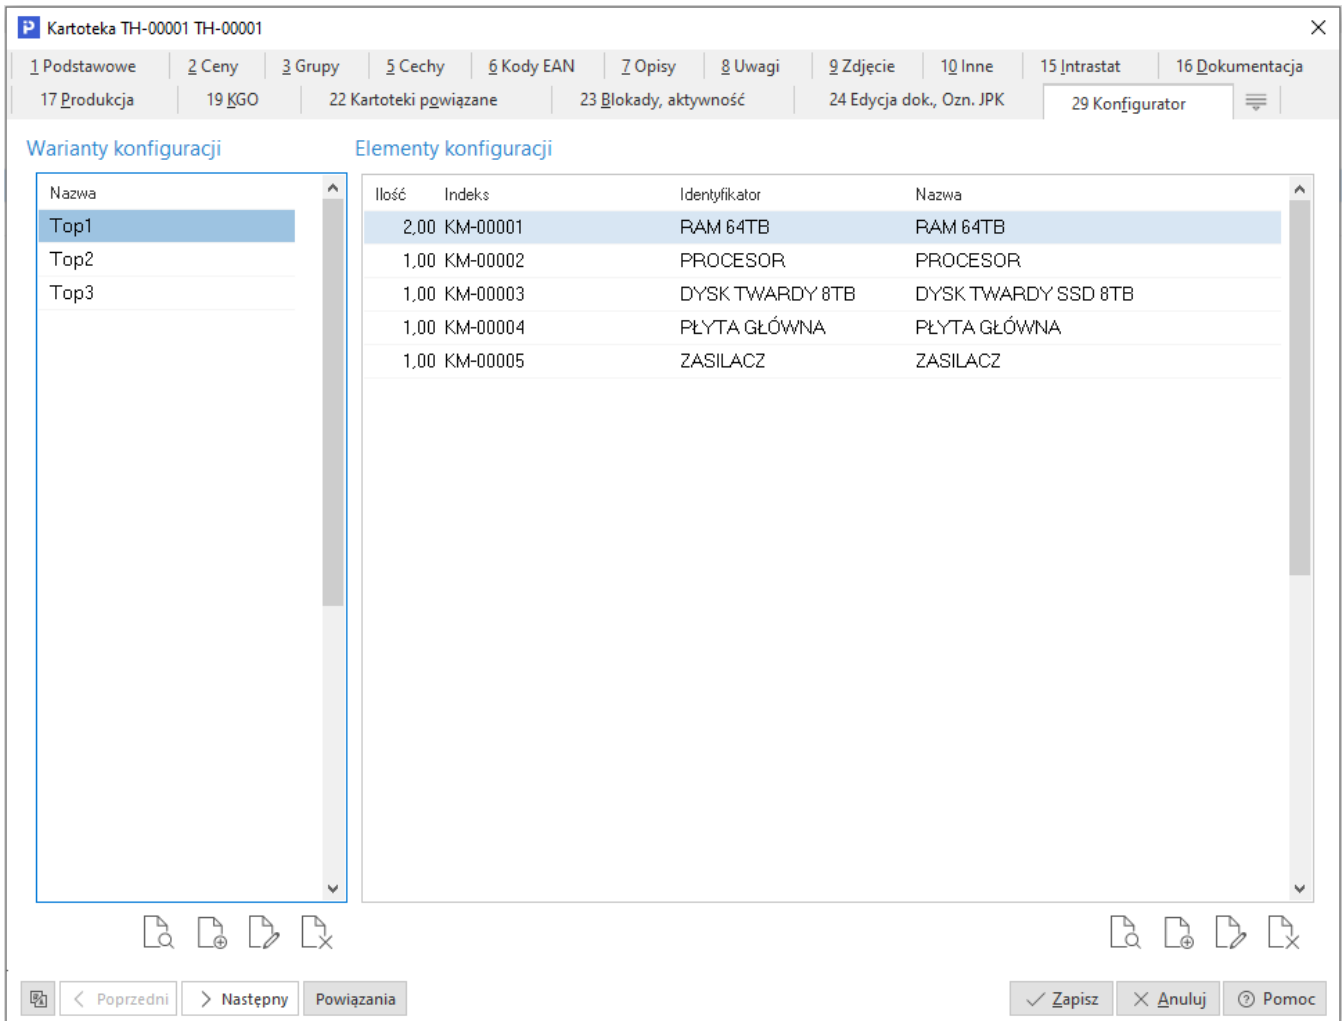 Kartoteka TH-00001 TH-00001
1 Podstawowe 2 Ceny 3 Grupy 5 Cechy 6 Kody EAN 7 Opisy 8 Uwagi 9 Zdjęcie 10 Inne 15 Intrastat 16 Dokumentacja
17 Produkcja 19 KGO 22 Kartoteki powiązane 23 Blokady, aktywność 24 Edycja dok., Ozn. JPK 29 Konfigurator
Warianty konfiguracji Elementy konfiguracji
Nazwa Ilość Indeks Identyfikator Nazwa
Top1 2,00 KM-00001 RAM 64TB RAM 64TB
Top2 1,00 KM-00002 PROCESOR PROCESOR
Top3 1,00 KM-00003 DYSK TWARDY 8TB DYSK TWARDY SSD 8TB
1,00 KM-00004 PŁYTA GŁÓWNA PŁYTA GŁÓWNA
1,00 KM-00005 ZASILACZ ZASILACZ
Poprzedni Następny Powiązania Zapisz Anuluj Pomoc